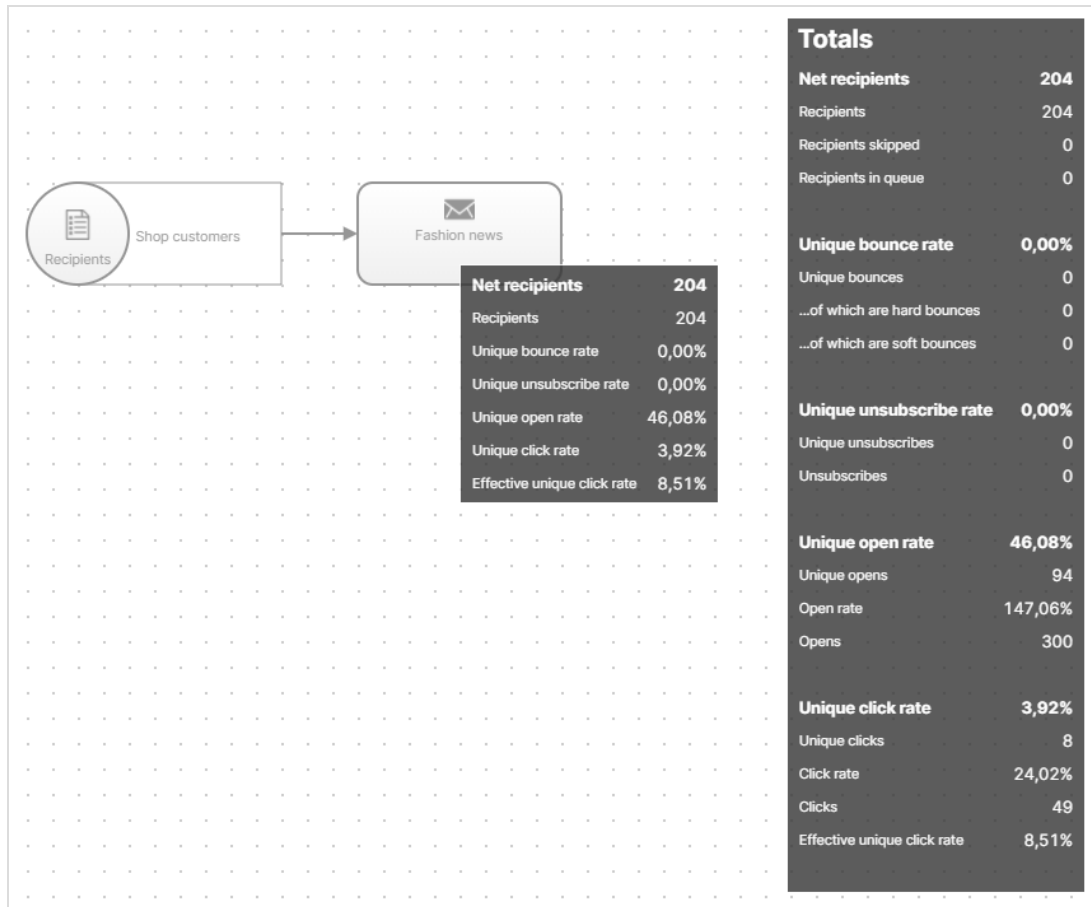 Recipients
Shop customers
Fashion news
Net recipients 204
Recipients 204
Unique bounce rate 0,00%
Unique unsubscribe rate 0,00%
Unique open rate 46,08%
Unique click rate 3,92%
Effective unique click rate 8,51%
Totals
Net recipients 204
Recipients 204
Recipients skipped 0
Recipients in queue 0
Unique bounce rate 0,00%
Unique bounces 0
...of which are hard bounces 0
...of which are soft bounces 0
Unique unsubscribe rate 0,00%
Unique unsubscribes 0
Unsubscribes 0
Unique open rate 46,08%
Unique opens 94
Open rate 147,06%
Opens 300
Unique click rate 3,92%
Unique clicks 8
Click rate 24,02%
Clicks 49
Effective unique click rate 8,51%